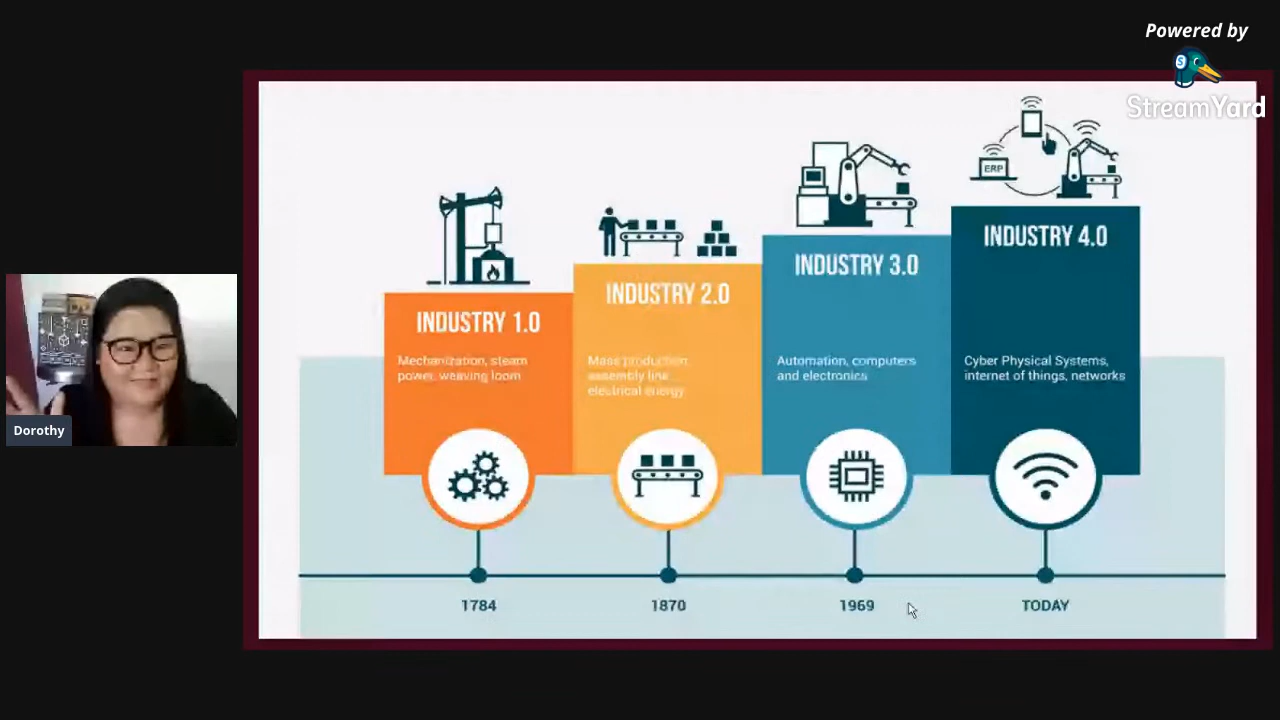 Powered by
StreamYard
ERP
INDUSTRY 4.0
INDUSTRY 3.0
INDUSTRY 2.0
INDUSTRY 1.0
Mechanization, steam
power, weaving loom
Mass production,
assembly line,
electrical energy
Automation, computers
and electronics
Cyber Physical Systems,
internet of things, networks
Dorothy
1784
1870
1969
TODAY